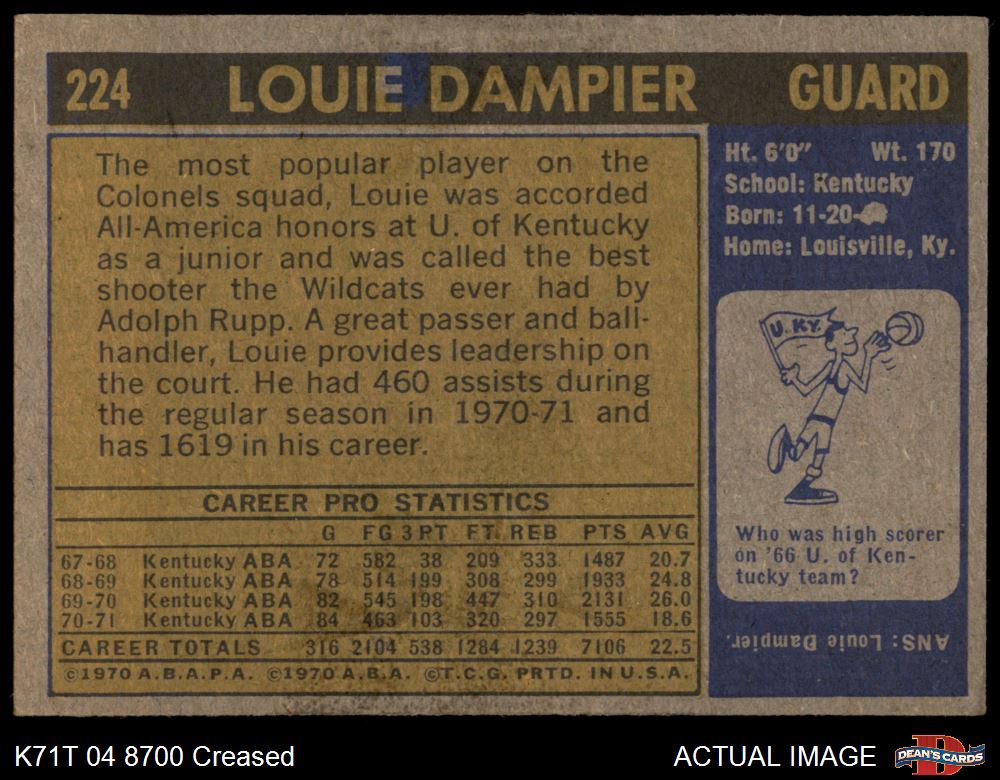 224 LOUIE DAMPIER GUARD
The most popular player on the
Colonels squad, Louie was accorded
All-America honors at U. of Kentucky
as a junior and was called the best
shooter the Wildcats ever had by
Adolph Rupp. A great passer and ball-
handler, Louie provides leadership on
the court. He had 460 assists during
the regular season in 1970-71 and
has 1619 in his career.
CAREER PRO STATISTICS
G FG 3 PT FT REB PTS AVG
67-68 Kentucky ABA 72 582 38 209 333 1487 20.7
68-69 Kentucky ABA 78 514 199 308 299 1933 24.8
69-70 Kentucky ABA 82 545 198 447 310 2131 26.0
70-71 Kentucky ABA 84 463 103 320 297 1555 18.6
CAREER TOTALS 316 2104 538 1284 1239 7106 22.5
©1970 A.B.A.P.A. ©1970 A.B.A. ©T.C.G. PRTD. IN U.S.A.
Ht. 6'0" Wt. 170
School: Kentucky
Born: 11-20-
Home: Louisville, Ky.
U. KY.
Who was high scorer
on '66 U. of Ken-
tucky team?
ANS: Louie Dampier.
K71T 04 8700 Creased
ACTUAL IMAGE
D
DEAN'S CARDS